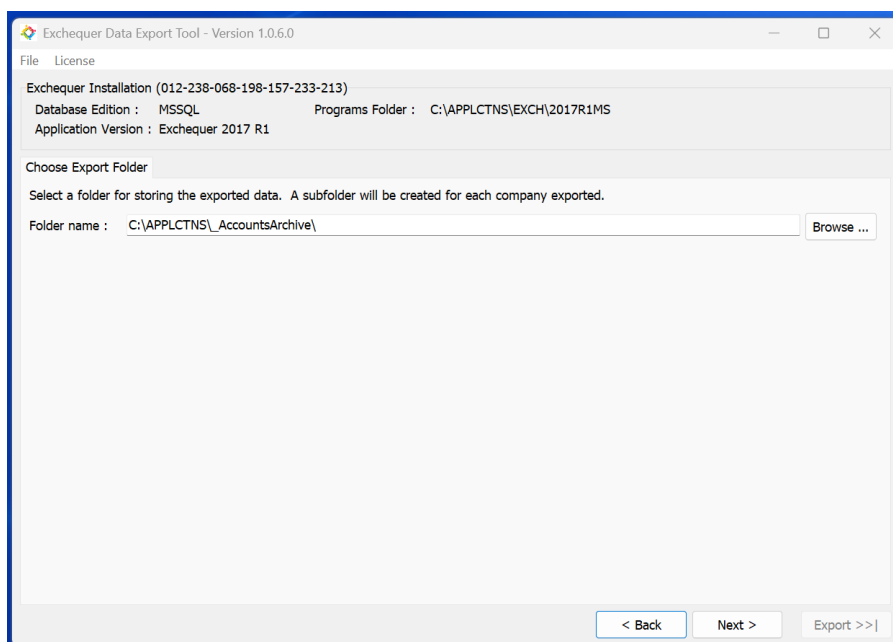 Exchequer Data Export Tool - Version 1.0.6.0
File License
Exchequer Installation (012-238-068-198-157-233-213)
Database Edition : MSSQL Programs Folder : C:\APPLCTNS\EXCH\2017R1MS
Application Version : Exchequer 2017 R1
Choose Export Folder
Select a folder for storing the exported data. A subfolder will be created for each company exported.
Folder name : C:\APPLCTNS\_AccountsArchive\ Browse ...
< Back Next > Export >>|